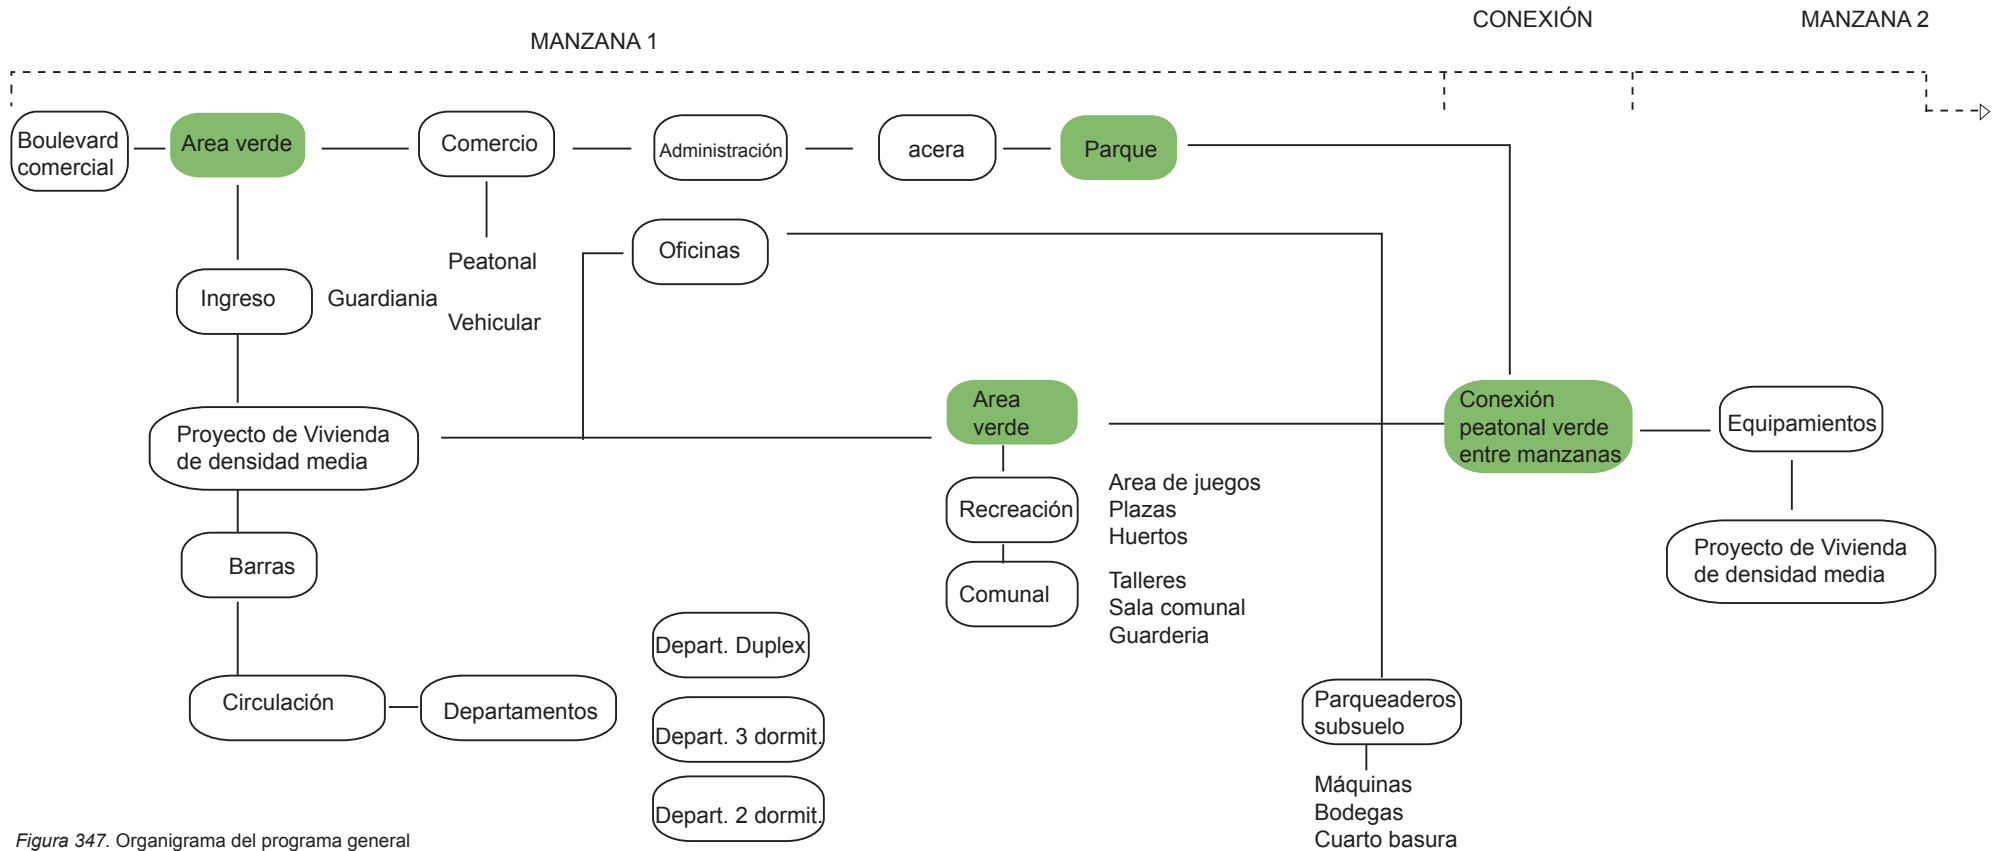 MANZANA 1
CONEXIÓN
MANZANA 2
Boulevard
comercial
Area verde
Comercio
Administración
acera
Parque
Peatonal
Vehicular
Oficinas
Ingreso
Guardiania
Proyecto de Vivienda
de densidad media
Area
verde
Conexión
peatonal verde
entre manzanas
Equipamientos
Recreación
Area de juegos
Plazas
Huertos
Barras
Comunal
Talleres
Sala comunal
Guarderia
Proyecto de Vivienda
de densidad media
Circulación
Departamentos
Depart. Duplex
Depart. 3 dormit.
Depart. 2 dormit.
Parqueaderos
subsuelo
Máquinas
Bodegas
Cuarto basura
Figura 347. Organigrama del programa general